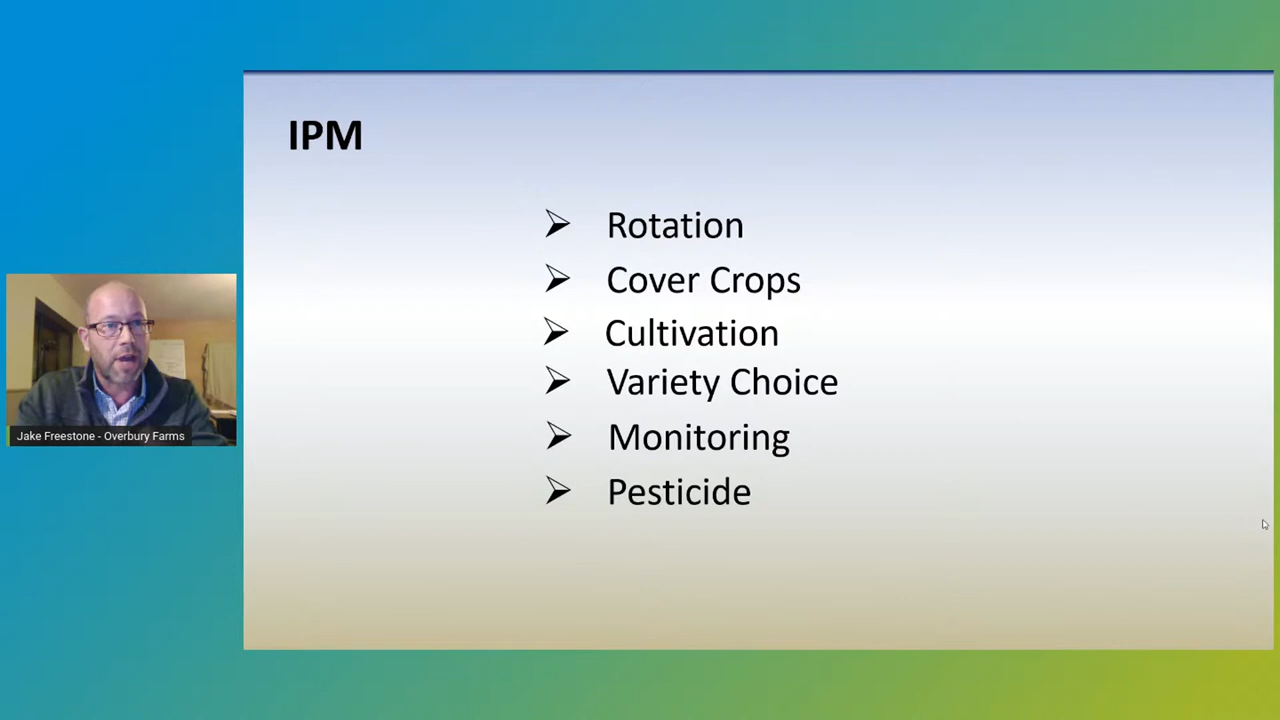 IPM
Rotation
Cover Crops
Cultivation
Variety Choice
Monitoring
Pesticide
Jake Freestone - Overbury Farms